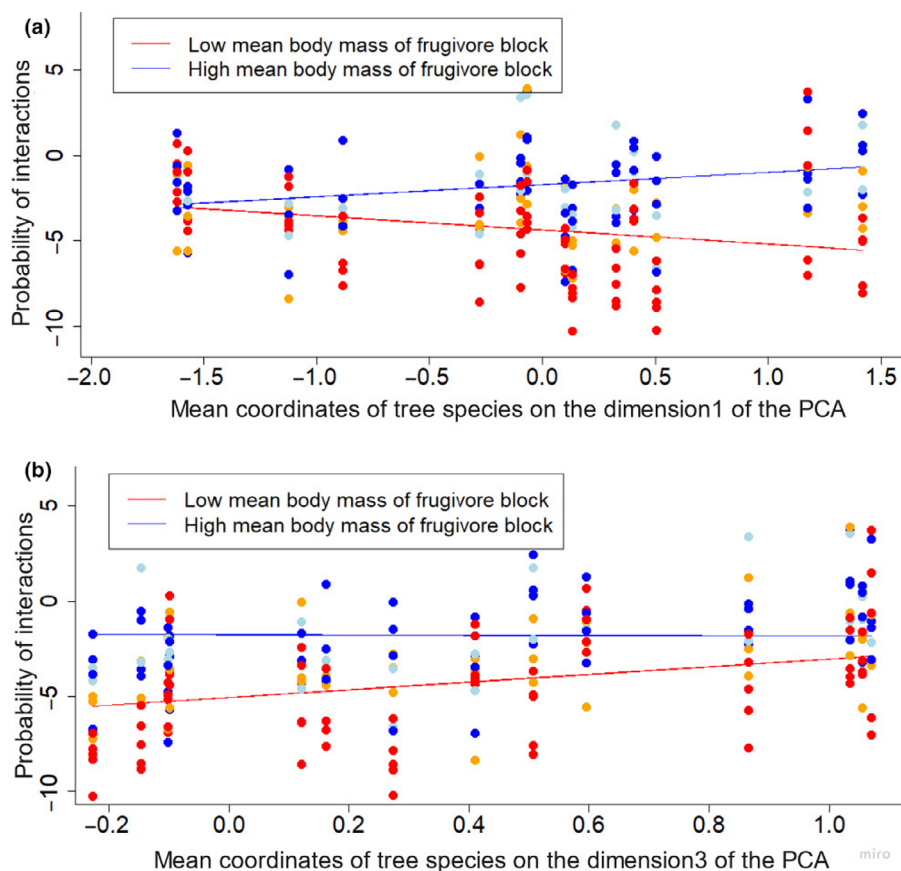 (a)
Low mean body mass of frugivore block
High mean body mass of frugivore block
Probability of interactions
5
0
−5
−10
−2.0 −1.5 −1.0 −0.5 0.0 0.5 1.0 1.5
Mean coordinates of tree species on the dimension1 of the PCA
(b)
Low mean body mass of frugivore block
High mean body mass of frugivore block
Probability of interactions
5
0
−5
−10
−0.2 0.0 0.2 0.4 0.6 0.8 1.0
Mean coordinates of tree species on the dimension3 of the PCA
miro